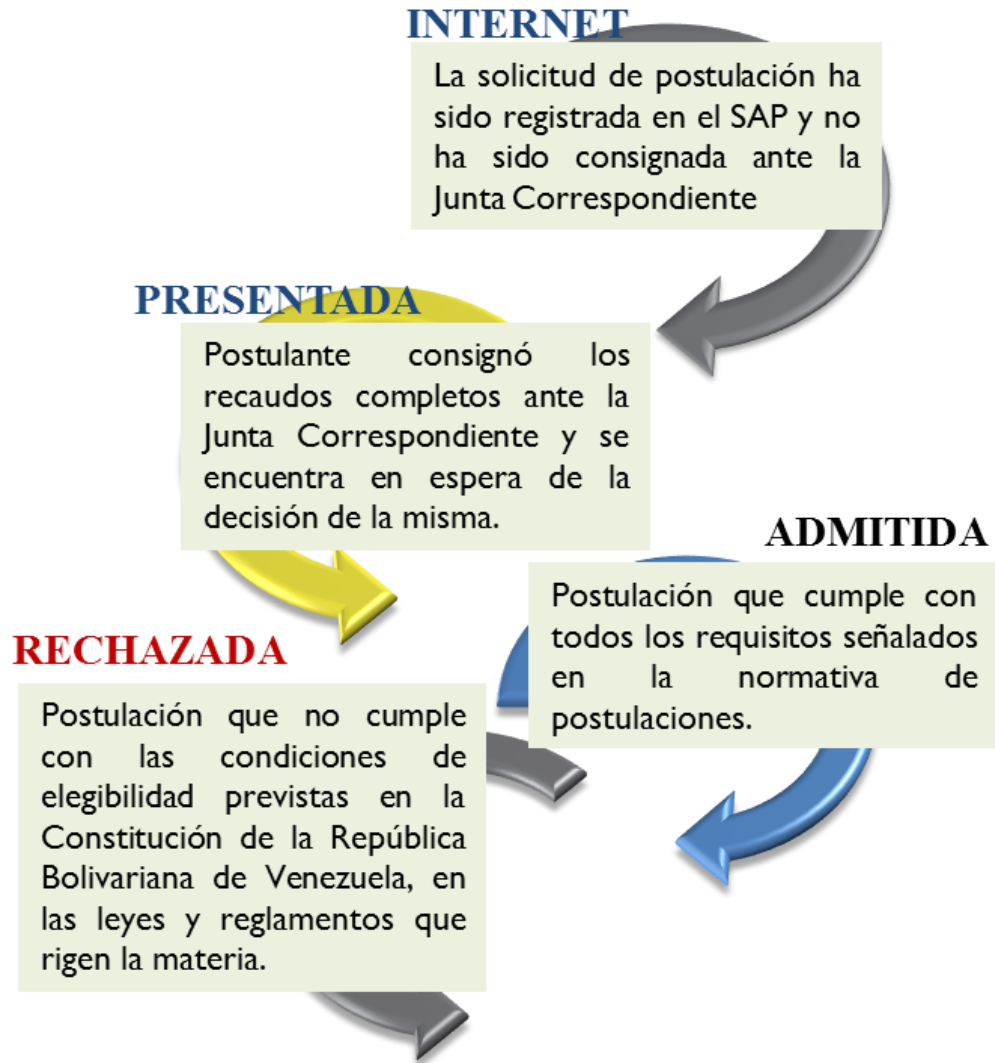 INTERNET
La solicitud de postulación ha
sido registrada en el SAP y no
ha sido consignada ante la
Junta Correspondiente
PRESENTADA
Postulante consignó los
recaudos completos ante la
Junta Correspondiente y se
encuentra en espera de la
decisión de la misma.
ADMITIDA
Postulación que cumple con
todos los requisitos señalados
en la normativa de
postulaciones.
RECHAZADA
Postulación que no cumple
con las condiciones de
elegibilidad previstas en la
Constitución de la República
Bolivariana de Venezuela, en
las leyes y reglamentos que
rigen la materia.